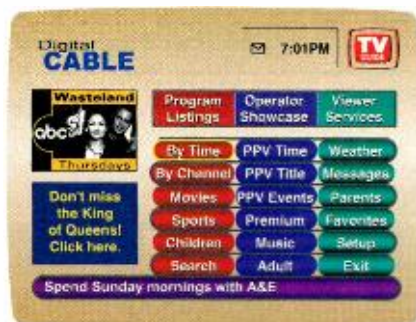 Digital
CABLE
7:01PM
TV
GUIDE
Wasteland
abc
Thursdays
Don't miss
the King
of Queens!
Click here.
Program Listings
Operator Showcase
Viewer Services
By Time PPV Time Weather
By Channel PPV Title Messages
Movies PPV Events Parents
Sports Premium Favorites
Children Music Setup
Search Adult Exit
Spend Sunday mornings with A&E